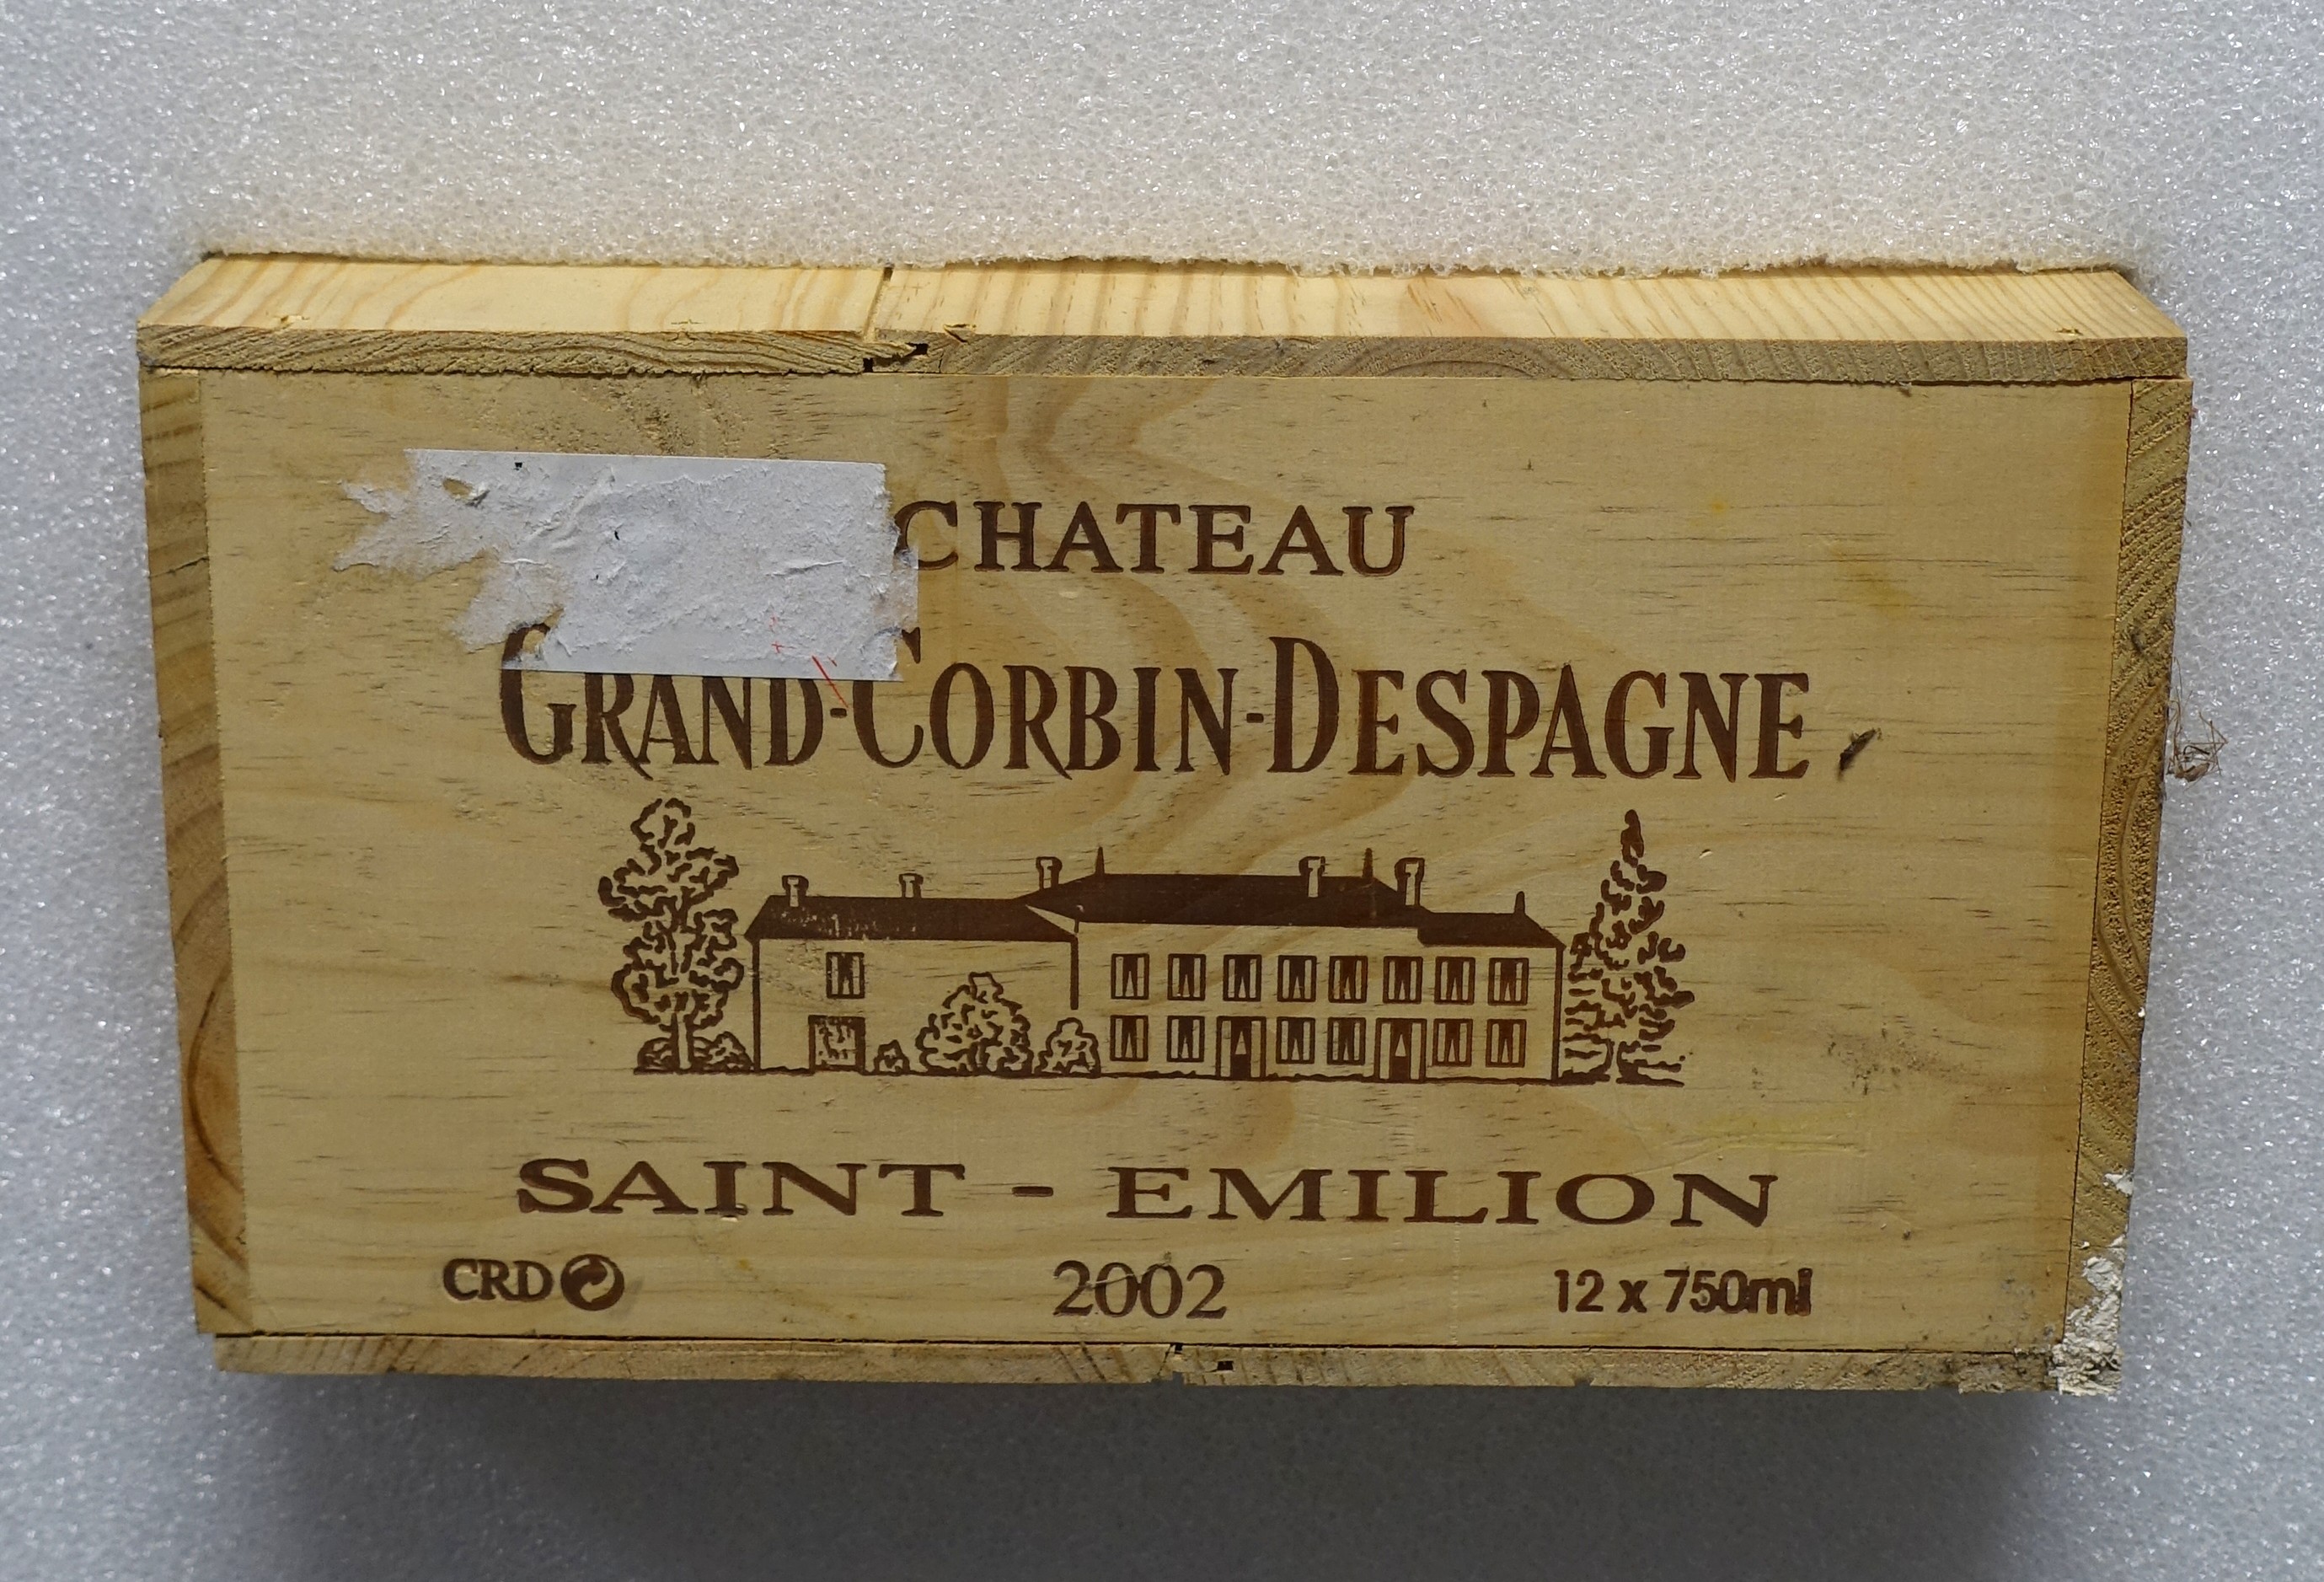 CHATEAU
GRAND-CORBIN-DESPAGNE
SAINT - EMILION
CRD 2002 12 x 750ml